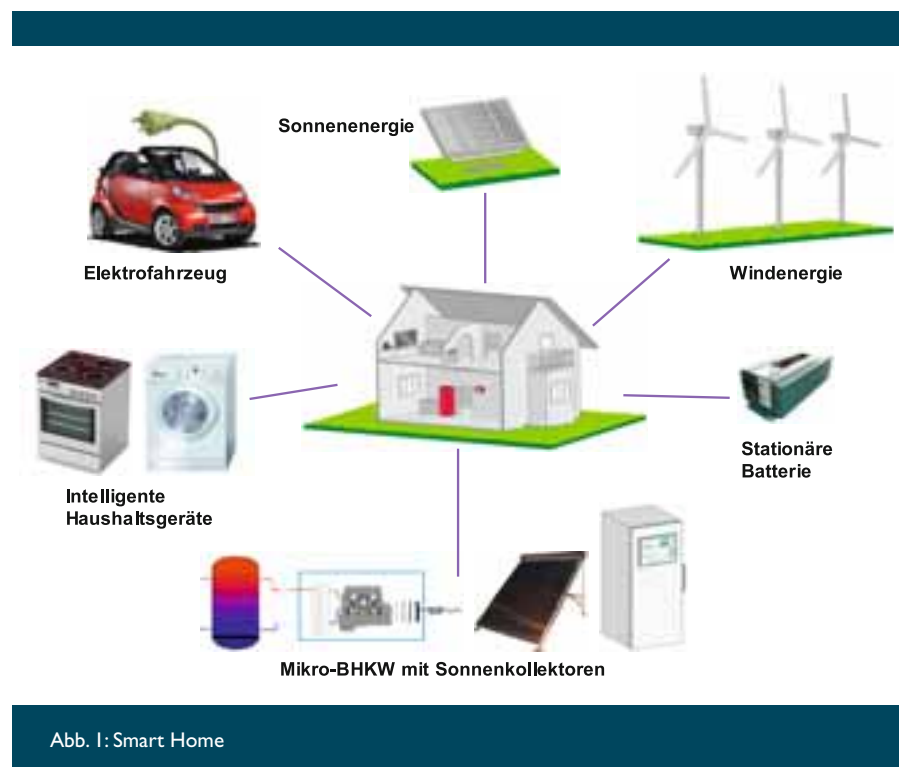 Sonnenenergie
Elektrofahrzeug
Windenergie
Stationäre
Batterie
Intelligente
Haushaltsgeräte
Mikro-BHKW mit Sonnenkollektoren
Abb. 1: Smart Home